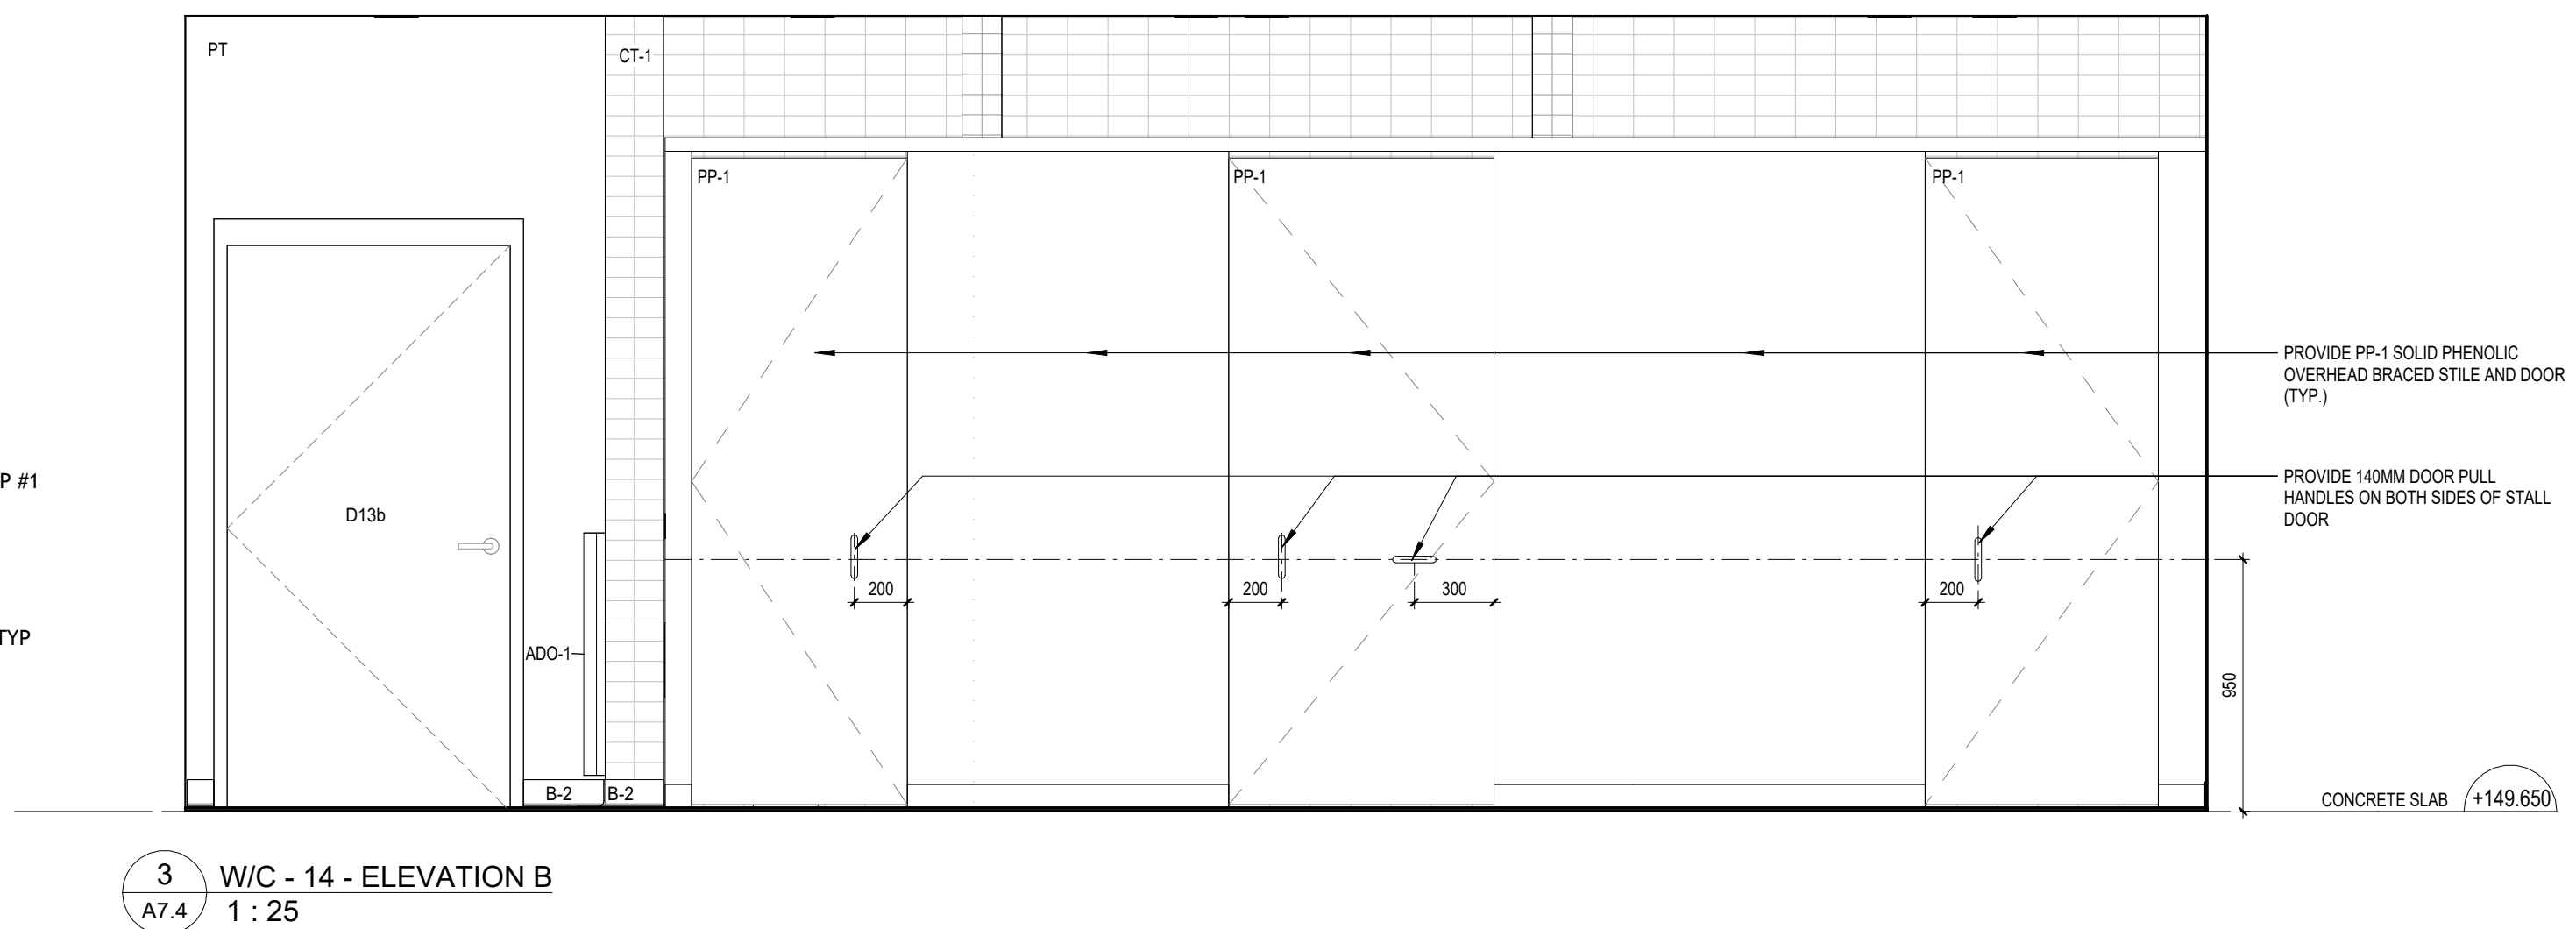 PT
CT-1
PP-1
PP-1
PP-1
PROVIDE PP-1 SOLID PHENOLIC
OVERHEAD BRACED STILE AND DOOR
(TYP.)
P #1
PROVIDE 140MM DOOR PULL
HANDLES ON BOTH SIDES OF STALL
DOOR
D13b
200
200
300
200
TYP
ADO-1
950
B-2
B-2
CONCRETE SLAB
+149.650
3
W/C - 14 - ELEVATION B
A7.4
1 : 25